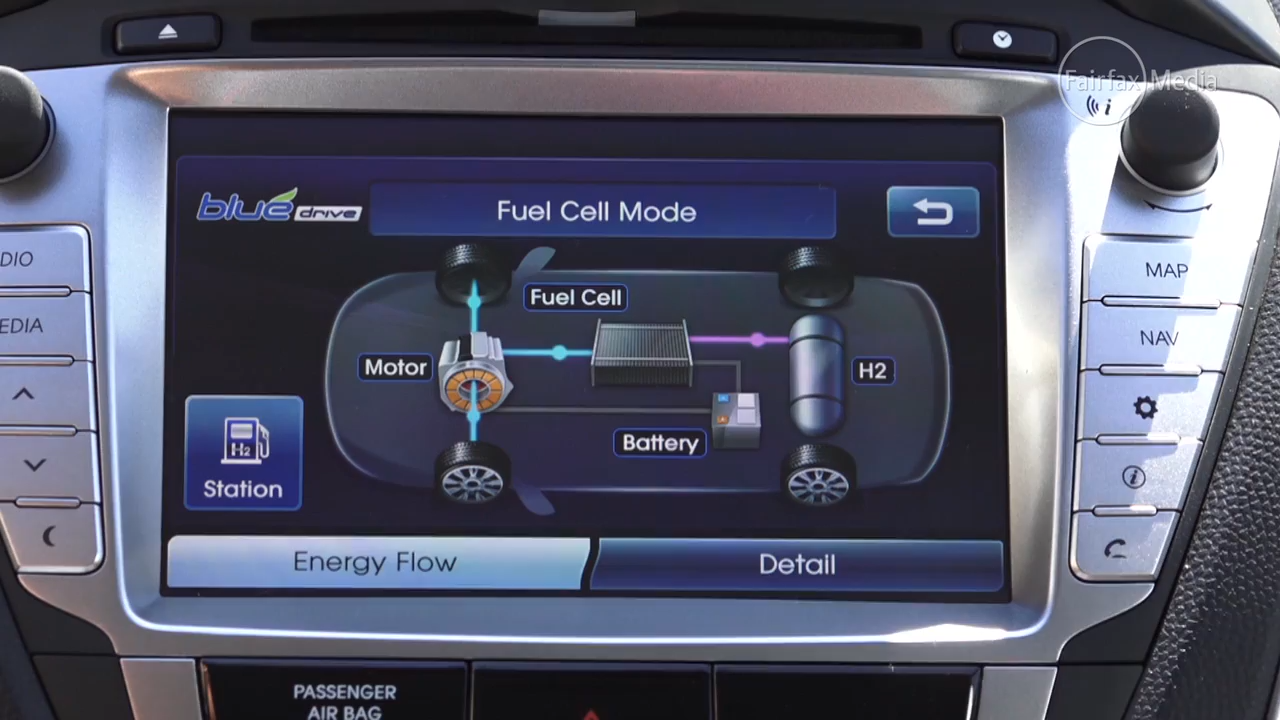 Fairfax Media
i
blue drive
Fuel Cell Mode
DIO
MAP
Fuel Cell
EDIA
NAV
Motor
H2
Battery
H2
Station
i
Energy Flow
Detail
PASSENGER
AIR BAG